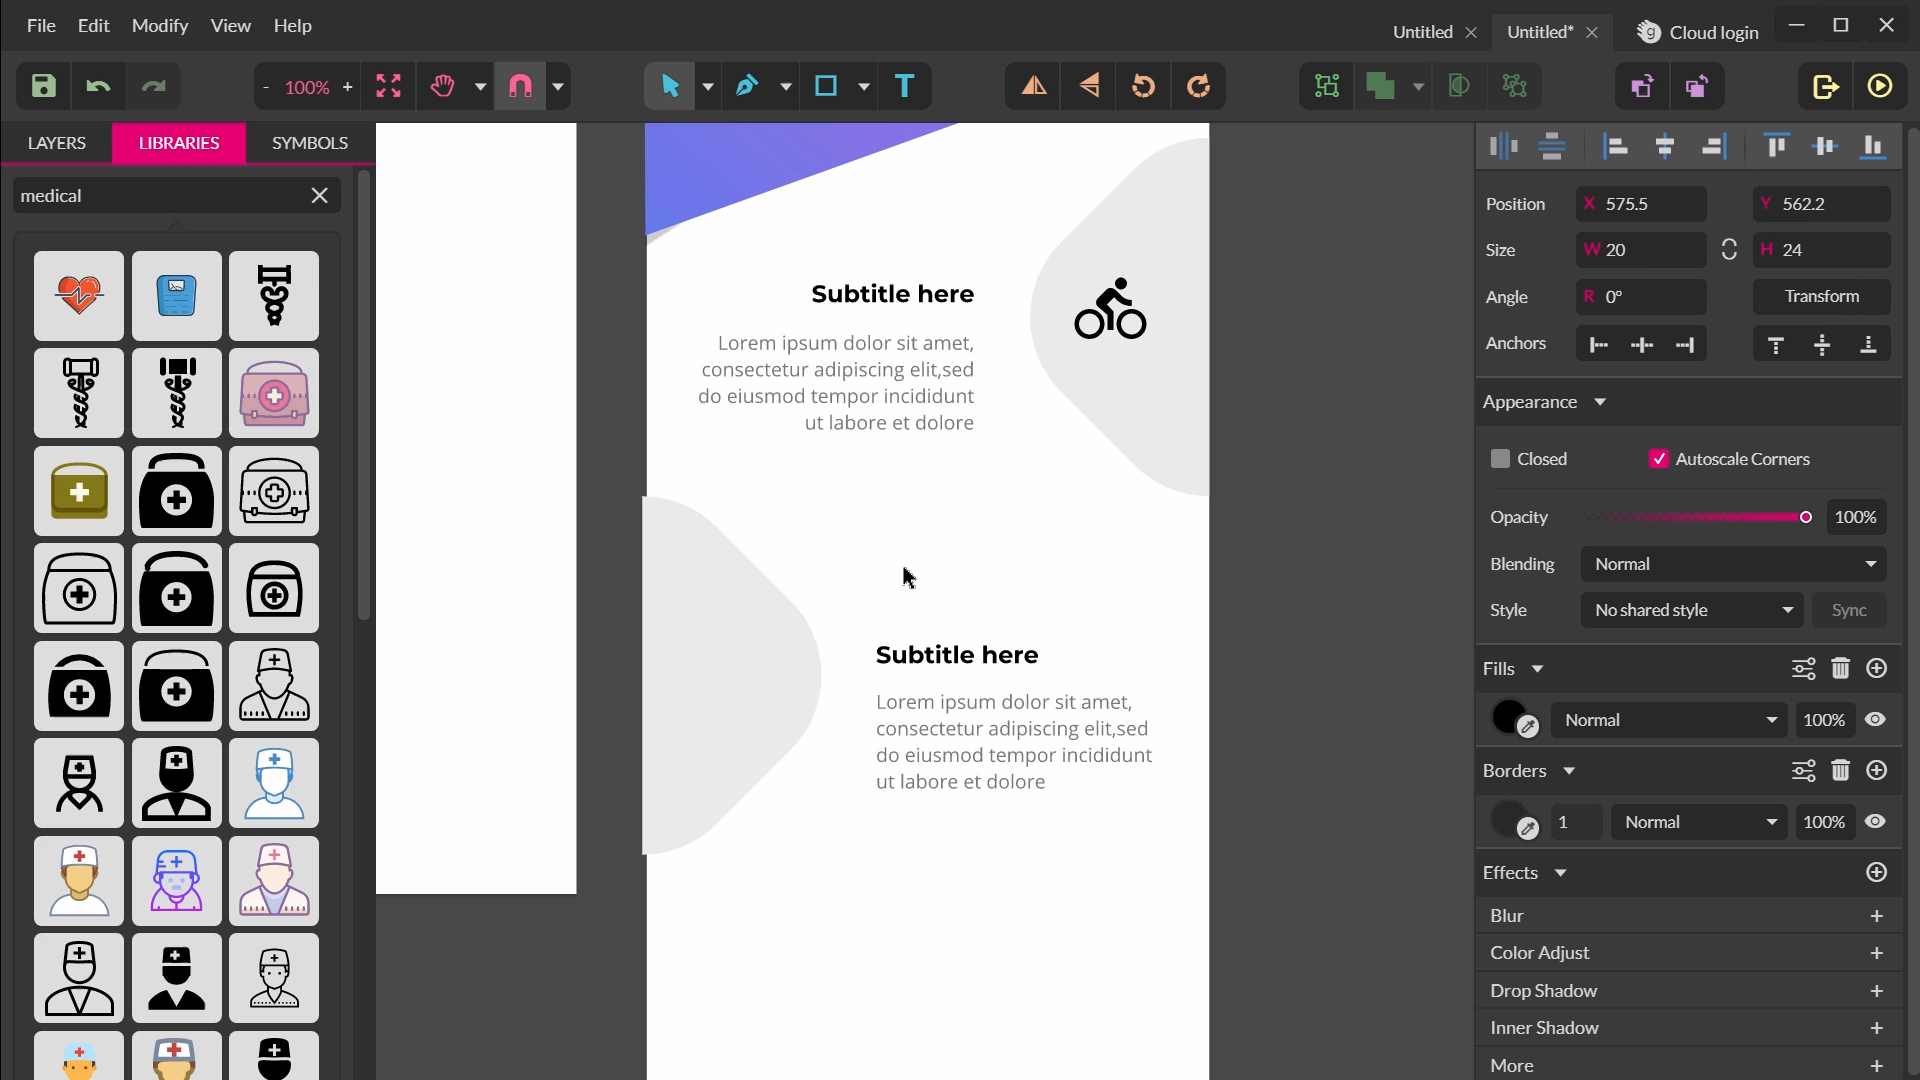 File Edit Modify View Help
Untitled
Untitled*
Cloud login
- 100% +
T
LAYERS LIBRARIES SYMBOLS
medical
Subtitle here
Lorem ipsum dolor sit amet,
consectetur adipiscing elit,sed
do eiusmod tempor incididunt
ut labore et dolore
Subtitle here
Lorem ipsum dolor sit amet,
consectetur adipiscing elit,sed
do eiusmod tempor incididunt
ut labore et dolore
Position X 575.5 Y 562.2
Size W 20 H 24
Angle R 0° Transform
Anchors
Appearance
Closed Autoscale Corners
Opacity 100%
Blending Normal
Style No shared style Sync
Fills
Normal 100%
Borders
1 Normal 100%
Effects
Blur +
Color Adjust +
Drop Shadow +
Inner Shadow +
More +